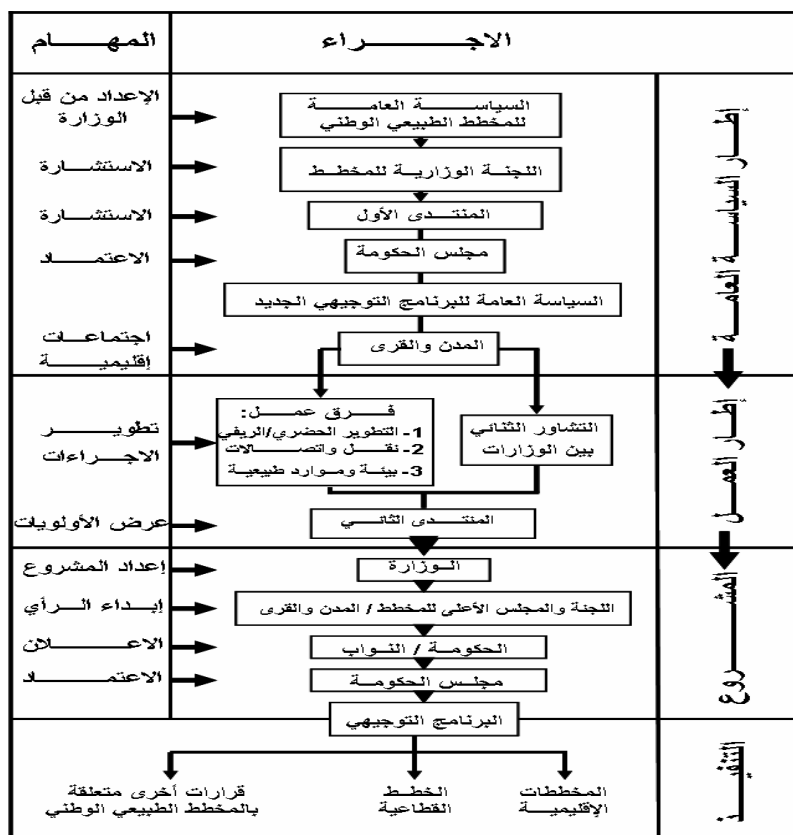 الاجراء
المهام
إطار السياسة العامة
السياسة العامة
للمخطط الطبيعي الوطني
الإعداد من قبل
الوزارة
اللجنة الوزارية للمخطط
الاستشارة
المنتدى الأول
الاستشارة
مجلس الحكومة
الاعتماد
السياسة العامة للبرنامج التوجيهي الجديد
المدن والقرى
اجتماعات
إقليمية
إطار العمل
التشاور الثنائي
بين الوزارات
فرق عمل:
1- التطوير الحضري/الريفي
2- نقل واتصالات
3- بيئة وموارد طبيعية
تطوير
الاجراءات
المنتدى الثاني
عرض الأولويات
المشروع
الوزارة
إعداد المشروع
اللجنة والمجلس الأعلى للمخطط / المدن والقرى
إبداء الرأي
الحكومة / النواب
الاعلان
مجلس الحكومة
الاعتماد
البرنامج التوجيهي
التنفيذ
المخططات
الإقليمية
الخطط
القطاعية
قرارات أخرى متعلقة
بالمخطط الطبيعي الوطني